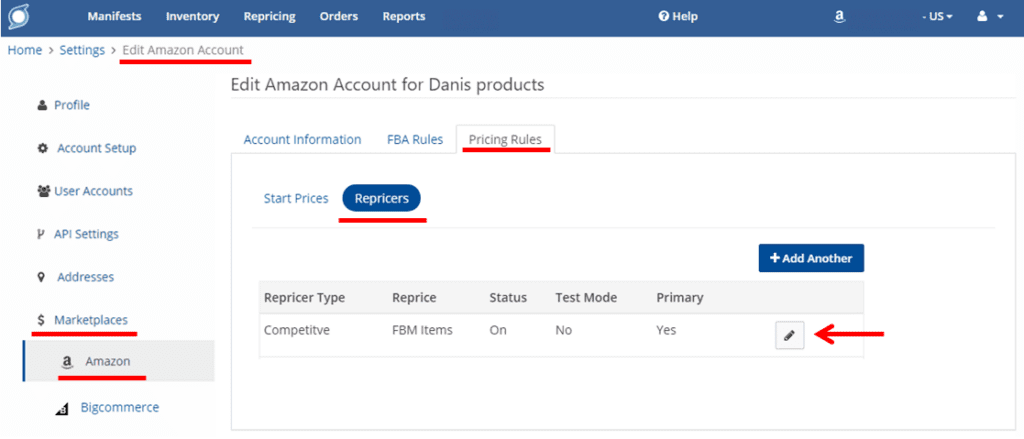 Manifests Inventory Repricing Orders Reports Help a - US
Home > Settings > Edit Amazon Account
Edit Amazon Account for Danis products
Profile
Account Setup
User Accounts
API Settings
Addresses
$ Marketplaces
a Amazon
Bigcommerce
Account Information FBA Rules Pricing Rules
Start Prices Repricers
+ Add Another
Repricer Type Reprice Status Test Mode Primary
Competitve FBM Items On No Yes